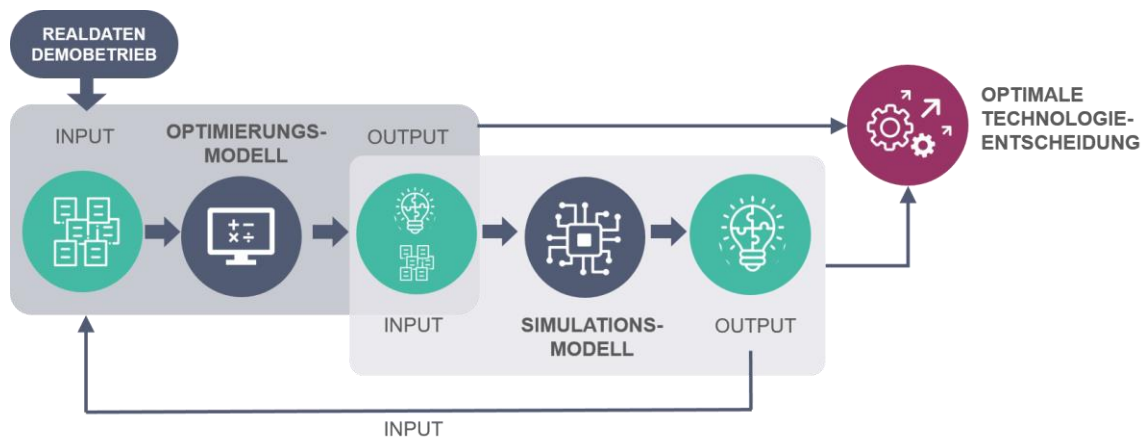 REALDATEN
DEMOBETRIEB
INPUT
OPTIMIERUNGS-
MODELL
OUTPUT
OPTIMALE
TECHNOLOGIE-
ENTSCHEIDUNG
INPUT
SIMULATIONS-
MODELL
OUTPUT
INPUT